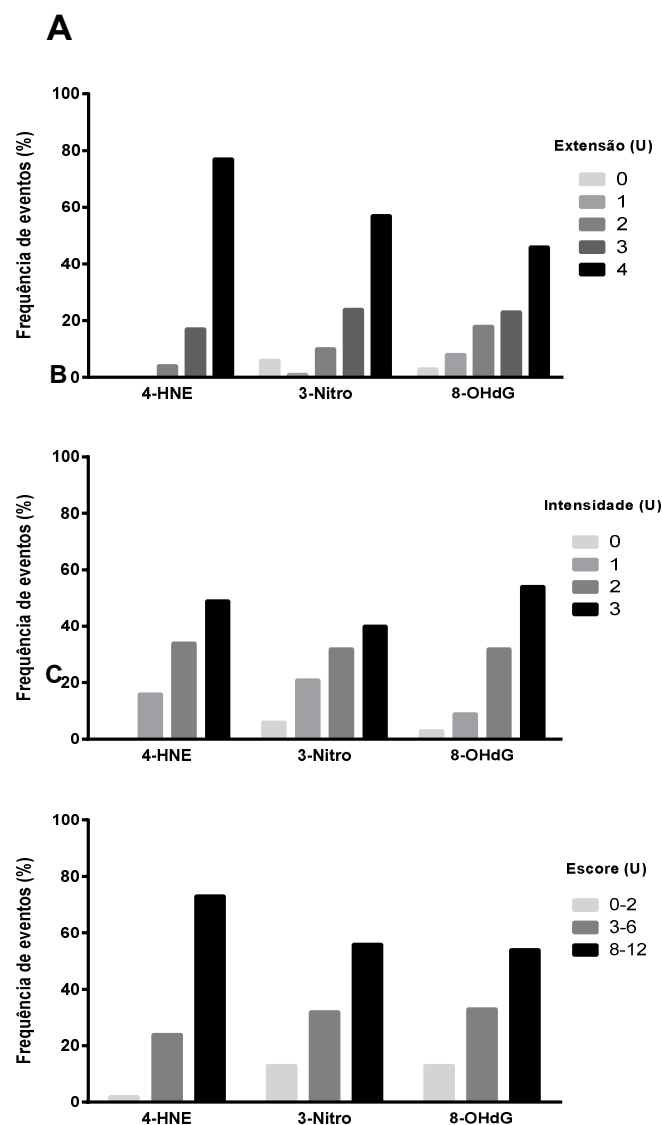 A
Frequência de eventos (%)
100
80
60
40
20
0
4-HNE
3-Nitro
8-OHdG
Extensão (U)
0
1
2
3
4
B
Frequência de eventos (%)
100
80
60
40
20
0
4-HNE
3-Nitro
8-OHdG
Intensidade (U)
0
1
2
3
C
Frequência de eventos (%)
100
80
60
40
20
0
4-HNE
3-Nitro
8-OHdG
Escore (U)
0-2
3-6
8-12